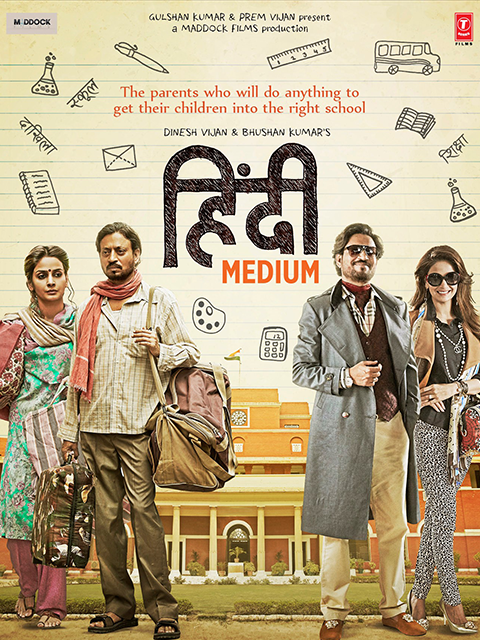 GULSHAN KUMAR & PREM VIJAN present
a MADDOCK FILMS production
MADDOCK
T
SERIES
FILMS
The parents who will do anything to
get their children into the right school
स्कूल
दाखिला
शिक्षा
DINESH VIJAN & BHUSHAN KUMAR'S
हिंदी
MEDIUM